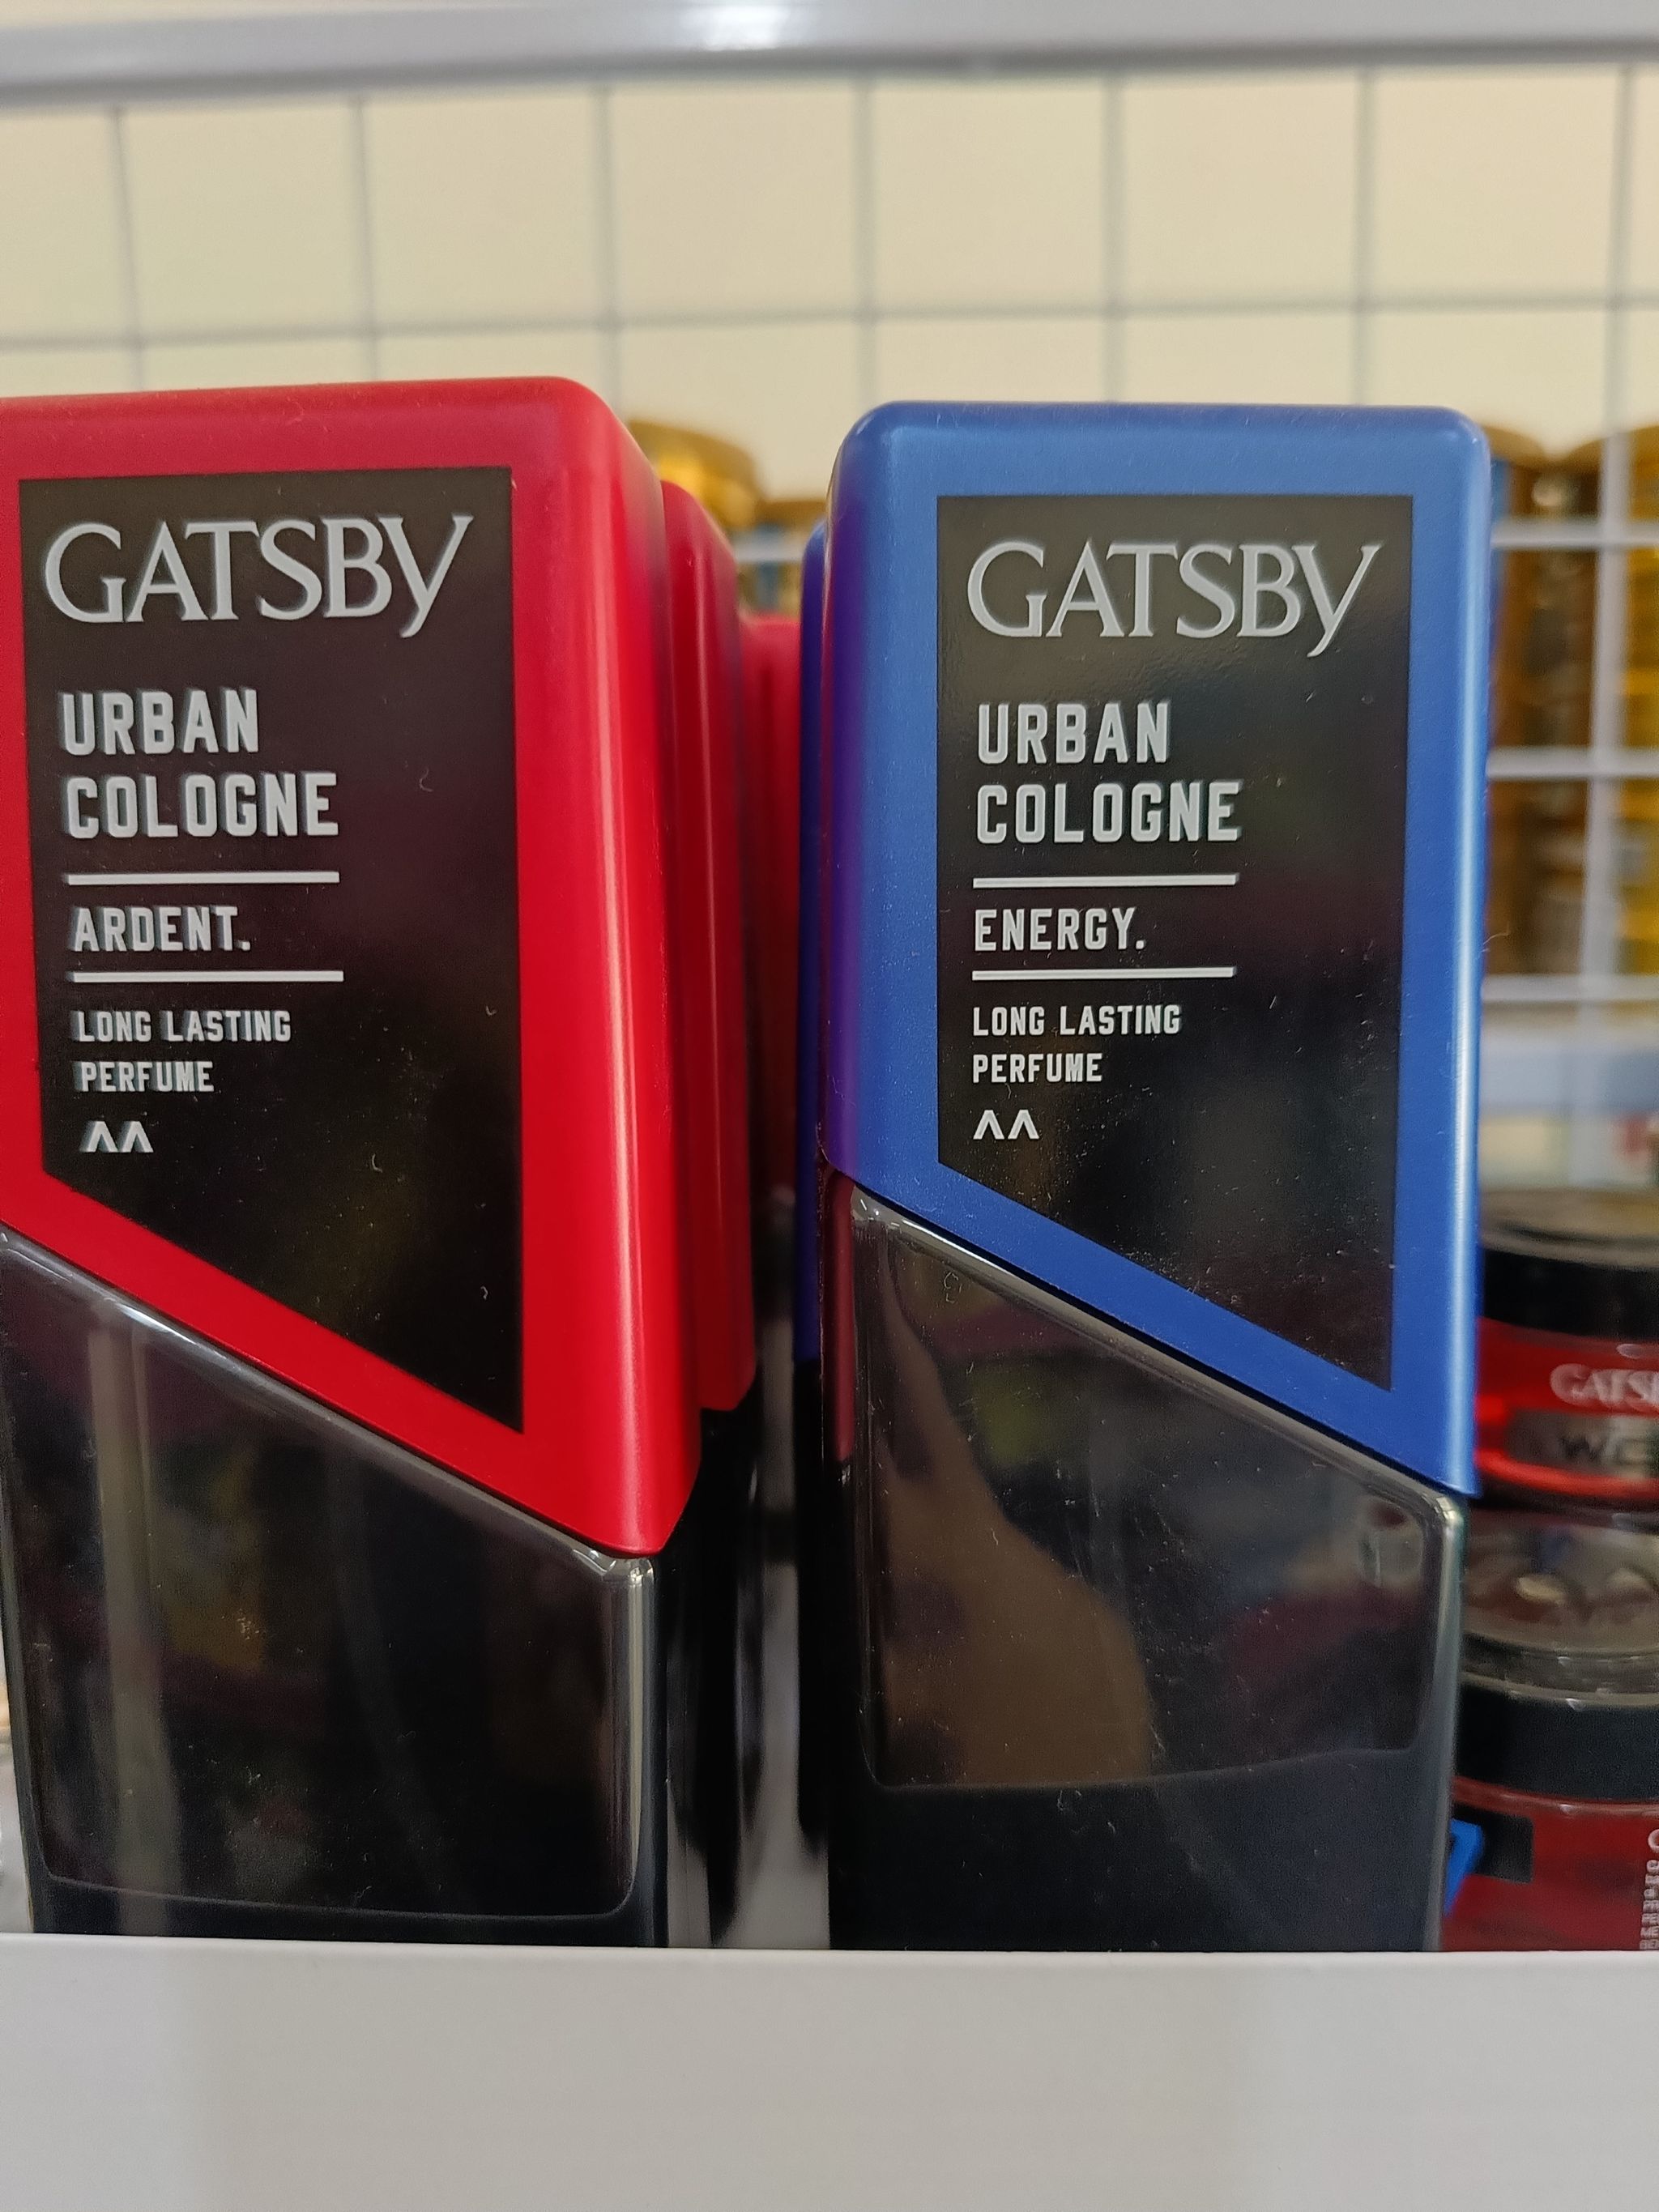 GATSBY
URBAN
COLOGNE
ARDENT.
LONG LASTING
PERFUME
GATSBY
URBAN
COLOGNE
ENERGY.
LONG LASTING
PERFUME